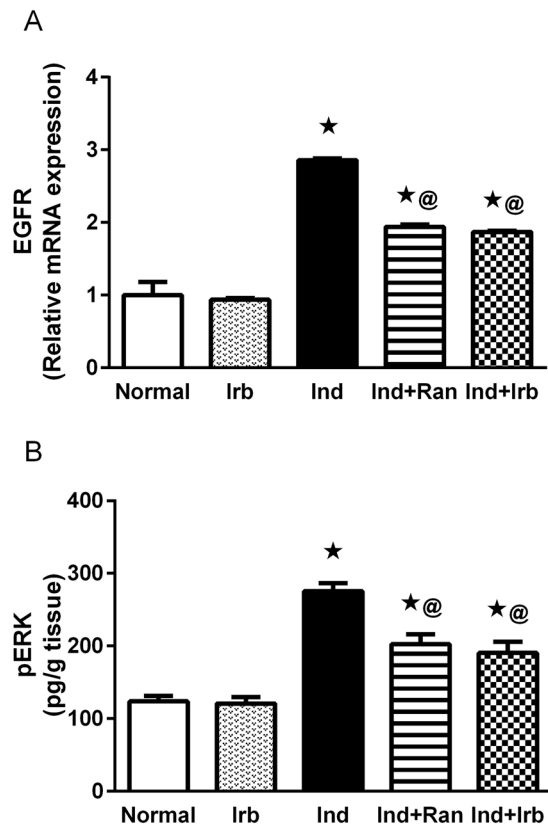 A
EGFR
(Relative mRNA expression)
4
3
2
1
0
★
★@
★@
Normal Irb Ind Ind+Ran Ind+Irb
B
pERK
(pg/g tissue)
400
300
200
100
0
★
★@
★@
Normal Irb Ind Ind+Ran Ind+Irb